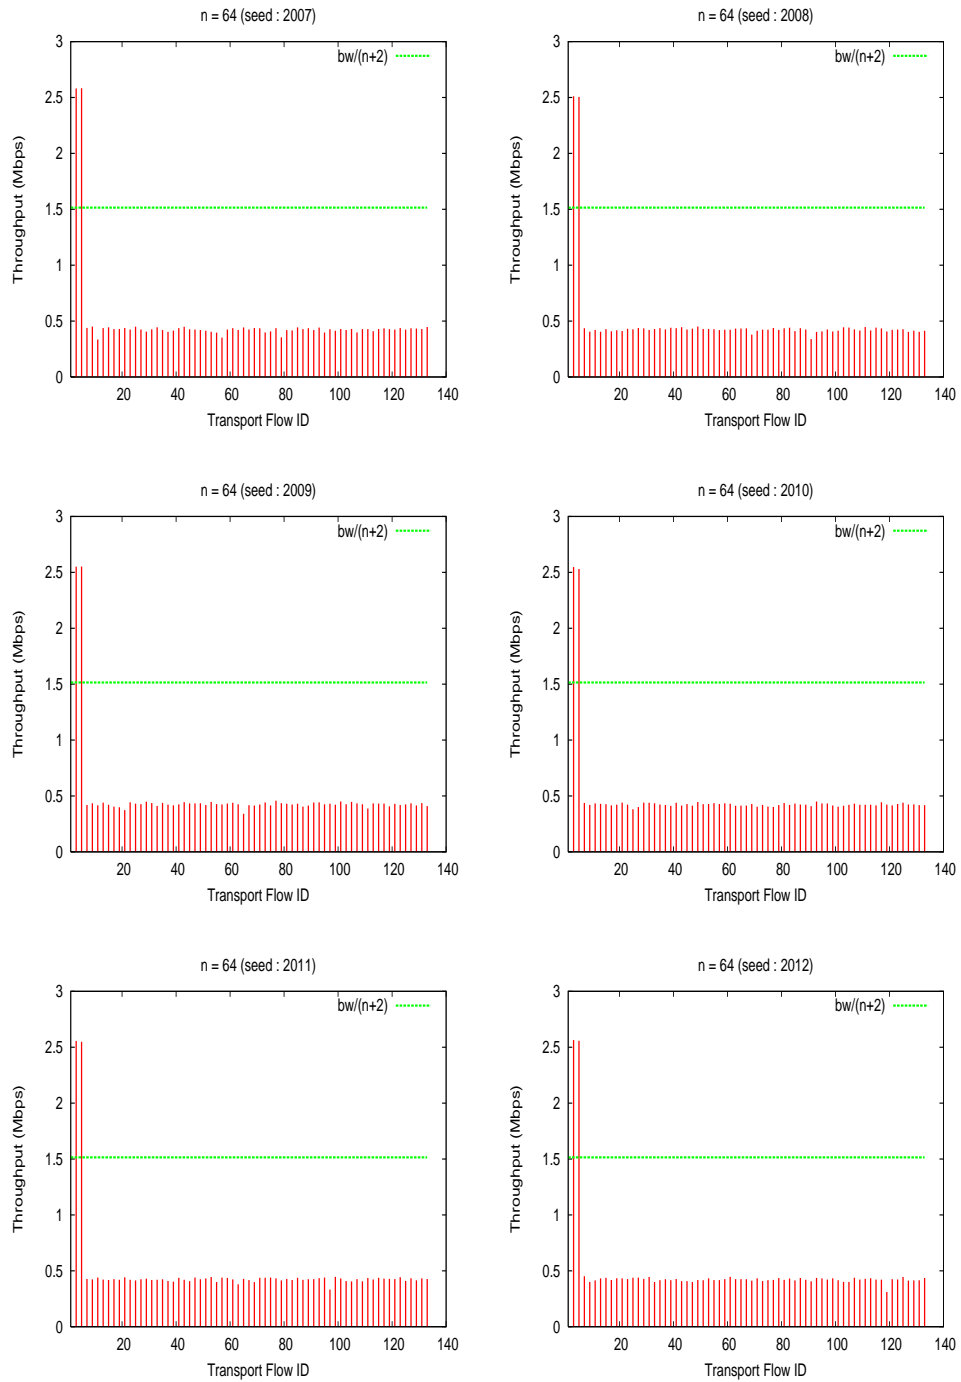 n = 64 (seed : 2007)
3
2.5
2
1.5
1
0.5
0
Throughput (Mbps)
bw/(n+2)
20 40 60 80 100 120 140
Transport Flow ID
n = 64 (seed : 2008)
3
2.5
2
1.5
1
0.5
0
Throughput (Mbps)
bw/(n+2)
20 40 60 80 100 120 140
Transport Flow ID
n = 64 (seed : 2009)
3
2.5
2
1.5
1
0.5
0
Throughput (Mbps)
bw/(n+2)
20 40 60 80 100 120 140
Transport Flow ID
n = 64 (seed : 2010)
3
2.5
2
1.5
1
0.5
0
Throughput (Mbps)
bw/(n+2)
20 40 60 80 100 120 140
Transport Flow ID
n = 64 (seed : 2011)
3
2.5
2
1.5
1
0.5
0
Throughput (Mbps)
bw/(n+2)
20 40 60 80 100 120 140
Transport Flow ID
n = 64 (seed : 2012)
3
2.5
2
1.5
1
0.5
0
Throughput (Mbps)
bw/(n+2)
20 40 60 80 100 120 140
Transport Flow ID